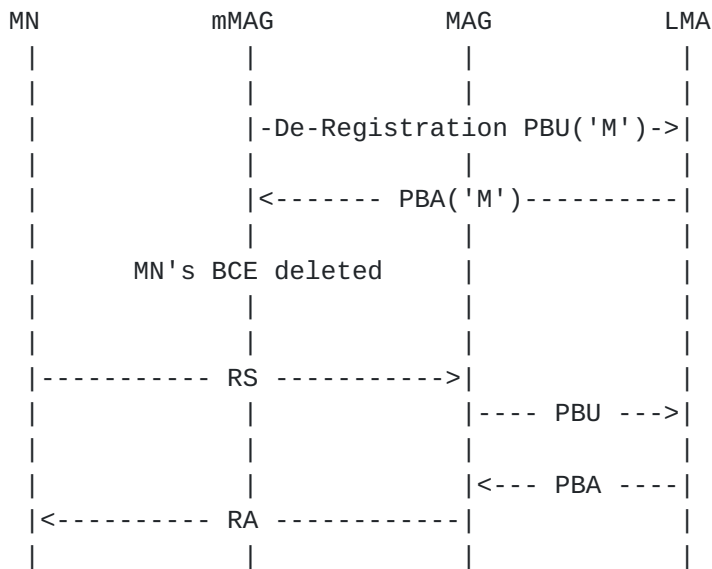 MN mMAG MAG LMA
-De-Registration PBU('M')->
<------- PBA('M')----------
MN's BCE deleted
----------- RS ----------->
---- PBU --->
<--- PBA ----
<---------- RA ------------